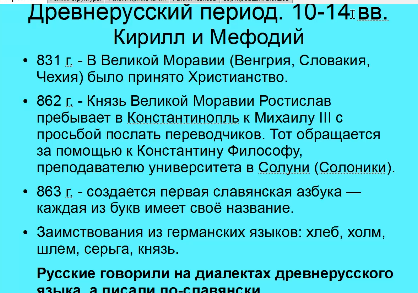 Древнерусский период. 10-14 вв.
Кирилл и Мефодий
• 831 г. - В Великой Моравии (Венгрия, Словакия,
Чехия) было принято Христианство.
• 862 г. - Князь Великой Моравии Ростислав
пребывает в Константинопль к Михаилу III с
просьбой послать переводчиков. Тот обращается
за помощью к Константину Философу,
преподавателю университета в Солуни (Солоники).
• 863 г. - создается первая славянская азбука —
каждая из букв имеет своё название.
• Заимствования из германских языков: хлеб, холм,
шлем, серьга, князь.
Русские говорили на диалектах древнерусского
языка, а писали по-славянски